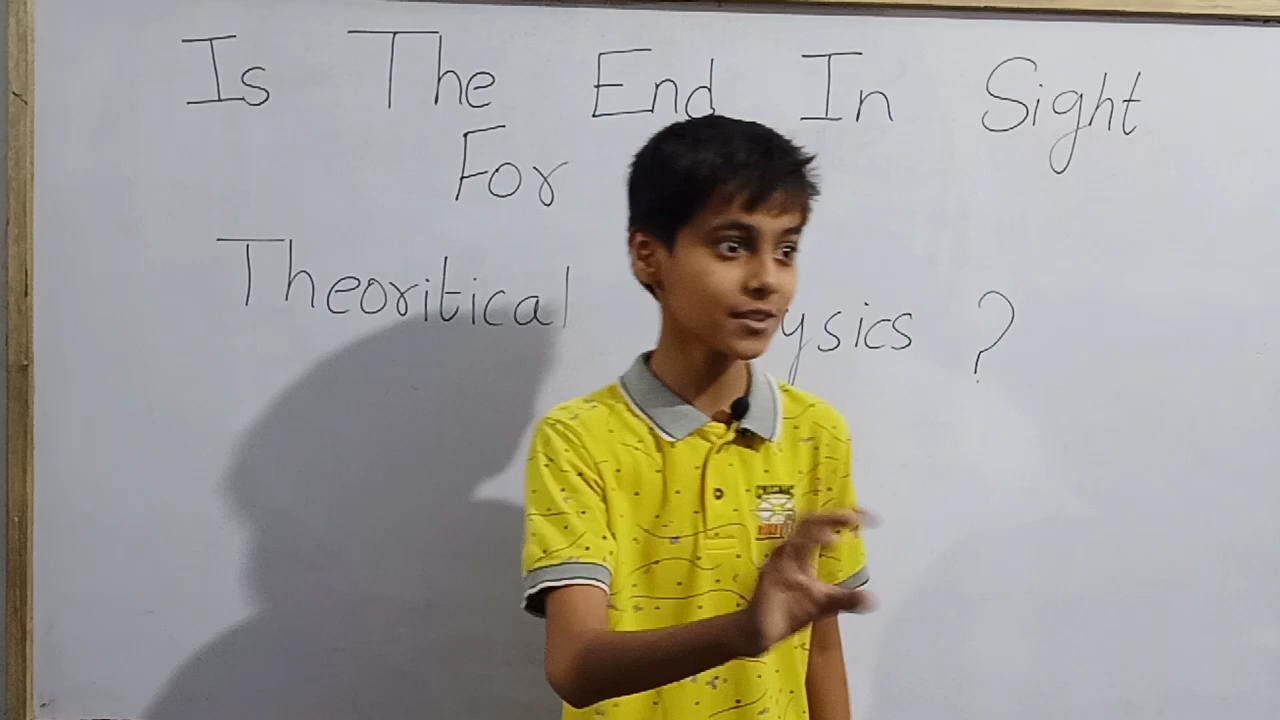 Is The End In Sight
For
Theoritical ysics ?